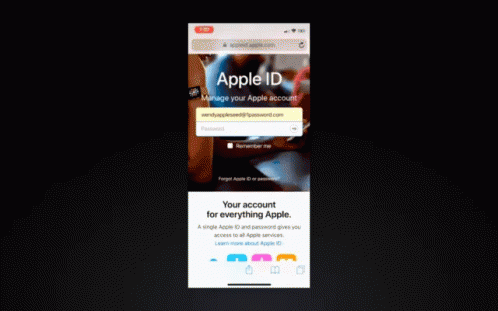 appleid.apple.com
Apple ID
Manage your Apple account
wendyappleseed@1password.com
Password
Remember me
Forgot Apple ID or password?
Your account
for everything Apple.
A single Apple ID and password gives you
access to all Apple services.
Learn more about Apple ID